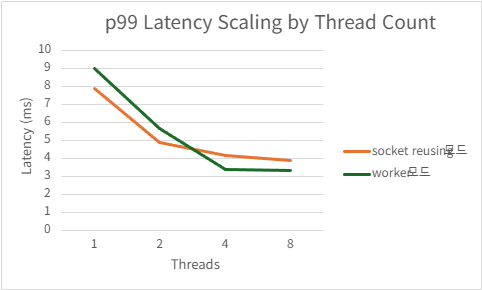 p99 Latency Scaling by Thread Count
10
9
8
7
6
5
4
3
2
1
0
Latency (ms)
1 2 4 8
Threads
socket reusing모드
worker모드